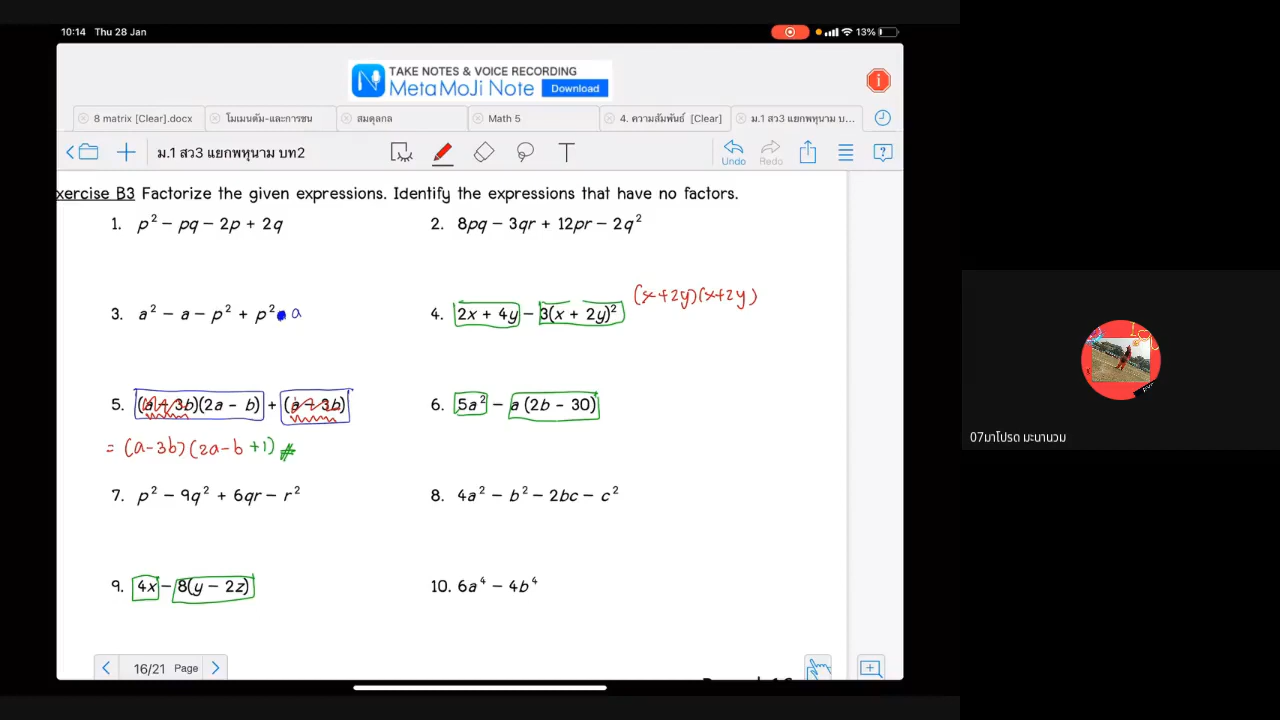 10:14 Thu 28 Jan
13%
TAKE NOTES & VOICE RECORDING
MetaMoJi Note Download
8 matrix [Clear].docx
โมเมนตัม-และการชน
สมดุลกล
Math 5
4. ความสัมพันธ์ [Clear]
ม.1 สว3 แยกพหุนาม บ...
ม.1 สว3 แยกพหุนาม บท2
T
Undo
Redo
xercise B3 Factorize the given expressions. Identify the expressions that have no factors.
1. p² − pq − 2p + 2q
2. 8pq − 3qr + 12pr − 2q²
3. a² − a − p² + p² a
4. 2x + 4y − 3(x + 2y)²
(x+2y)(x+2y)
5. (a − 3b)(2a − b) + (a − 3b)
= (a−3b)(2a−b +1)
6. 5a² − a (2b − 30)
7. p² − 9q² + 6qr − r²
8. 4a² − b² − 2bc − c²
9. 4x − 8(y − 2z)
10. 6a⁴ − 4b⁴
16/21 Page
07มาโปรด มะนานวม